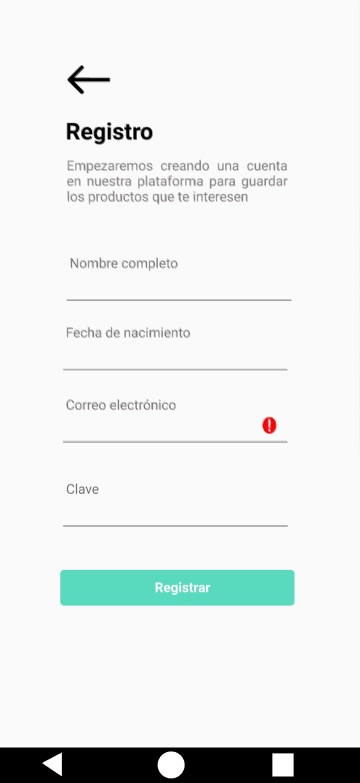 Registro
Empezaremos creando una cuenta
en nuestra plataforma para guardar
los productos que te interesen
Nombre completo
Fecha de nacimiento
Correo electrónico
Clave
Registrar